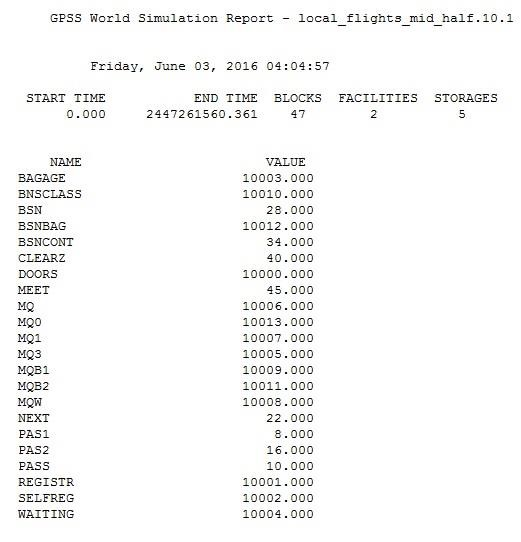 GPSS World Simulation Report - local_flights_mid_half.10.1
Friday, June 03, 2016 04:04:57
START TIME END TIME BLOCKS FACILITIES STORAGES
0.000 2447261560.361 47 2 5
NAME VALUE
BAGAGE 10003.000
BNSCLASS 10010.000
BSN 28.000
BSNBAG 10012.000
BSNCONT 34.000
CLEARZ 40.000
DOORS 10000.000
MEET 45.000
MQ 10006.000
MQ0 10013.000
MQ1 10007.000
MQ3 10005.000
MQB1 10009.000
MQB2 10011.000
MQW 10008.000
NEXT 22.000
PAS1 8.000
PAS2 16.000
PASS 10.000
REGISTR 10001.000
SELFREG 10002.000
WAITING 10004.000